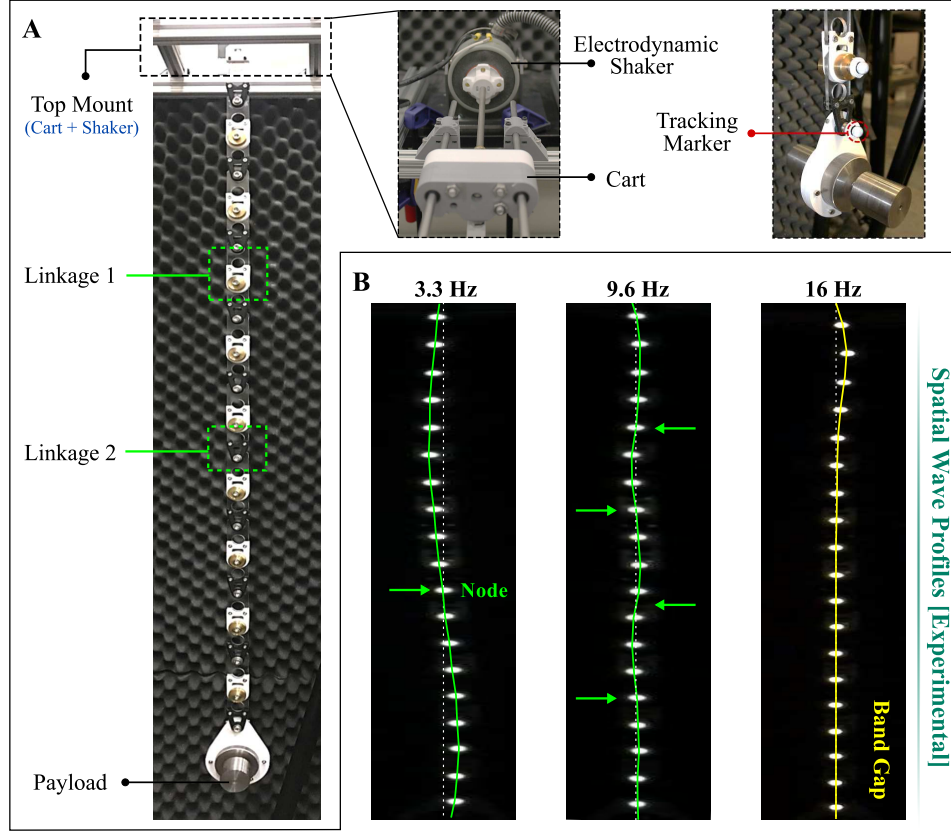 A
Top Mount
(Cart + Shaker)
Electrodynamic
Shaker
Cart
Tracking
Marker
Linkage 1
Linkage 2
Payload
B
3.3 Hz
9.6 Hz
16 Hz
Node
Band Gap
Spatial Wave Profiles [Experimental]